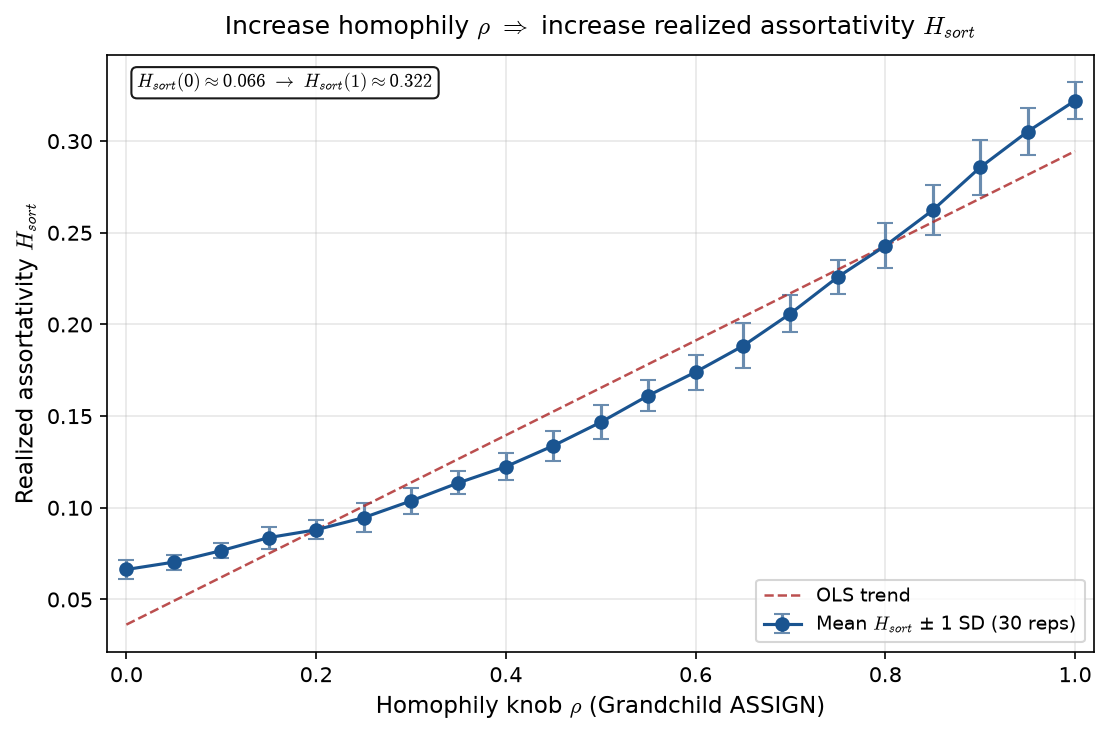 Increase homophily ρ ⇒ increase realized assortativity H_sort
H_sort(0) ≈ 0.066 → H_sort(1) ≈ 0.322
Realized assortativity H_sort
0.30
0.25
0.20
0.15
0.10
0.05
OLS trend
Mean H_sort ± 1 SD (30 reps)
0.0 0.2 0.4 0.6 0.8 1.0
Homophily knob ρ (Grandchild ASSIGN)